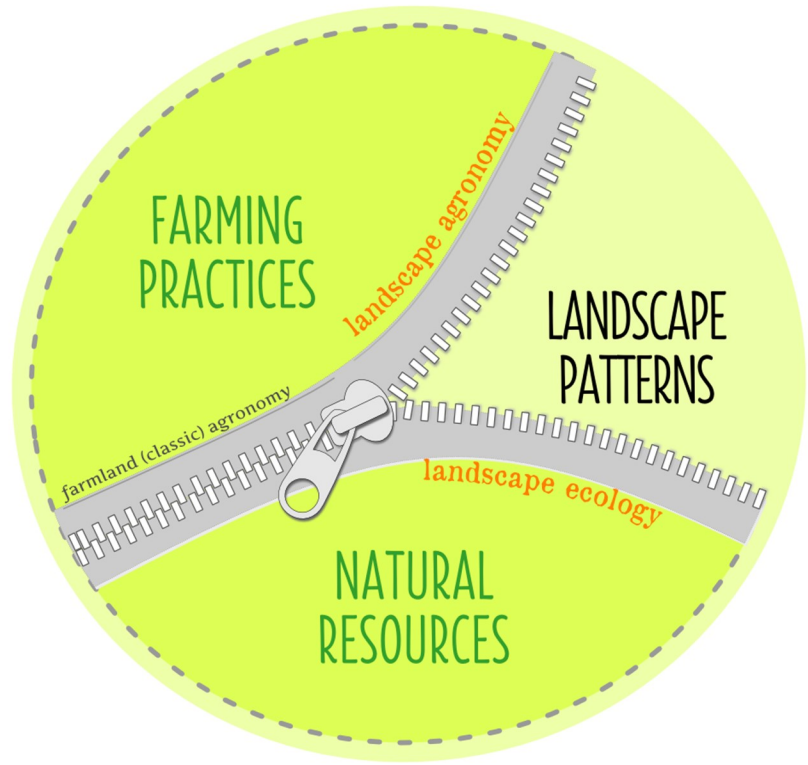 FARMING
PRACTICES
landscape agronomy
LANDSCAPE
PATTERNS
farmland (classic) agronomy
landscape ecology
NATURAL
RESOURCES